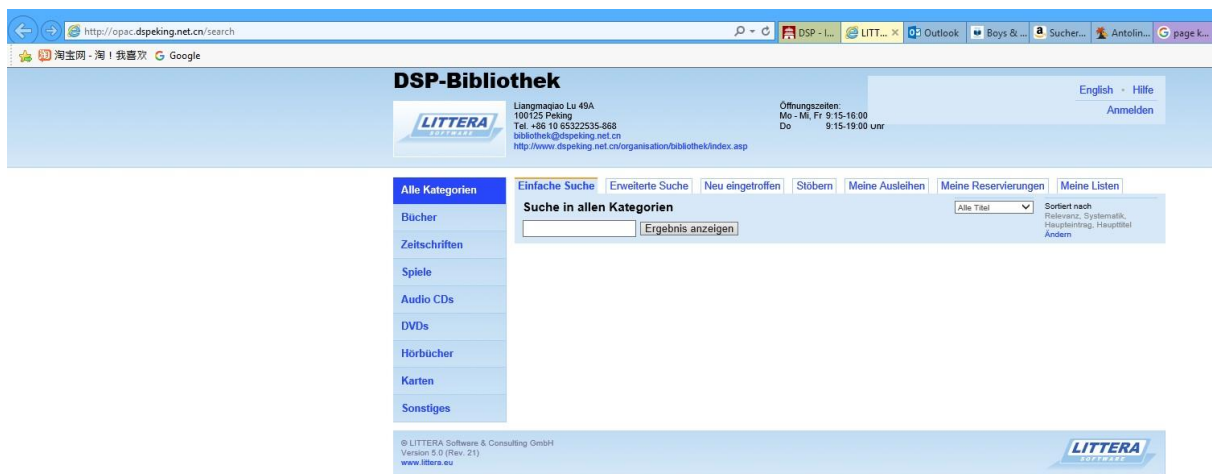 http://opac.dspeking.net.cn/search
DSP - I...
LITT...
Outlook
Boys & ...
Sucher...
Antolin...
page k...
淘宝网 - 淘！我喜欢
Google
DSP-Bibliothek
English
Hilfe
Anmelden
LITTERA
SOFTWARE
Liangmaqiao Lu 49A
100125 Peking
Tel. +86 10 65322535-868
bibliothek@dspeking.net.cn
http://www.dspeking.net.cn/organisation/bibliothek/index.asp
Öffnungszeiten:
Mo - Mi, Fr 9:15-16:00
Do 9:15-19:00 Uhr
Alle Kategorien
Bücher
Zeitschriften
Spiele
Audio CDs
DVDs
Hörbücher
Karten
Sonstiges
Einfache Suche
Erweiterte Suche
Neu eingetroffen
Stöbern
Meine Ausleihen
Meine Reservierungen
Meine Listen
Suche in allen Kategorien
Ergebnis anzeigen
Alle Titel
Sortiert nach
Relevanz, Systematik,
Haupteintrag, Haupttitel
Ändern
© LITTERA Software & Consulting GmbH
Version 5.0 (Rev. 21)
www.littera.eu
LITTERA
SOFTWARE